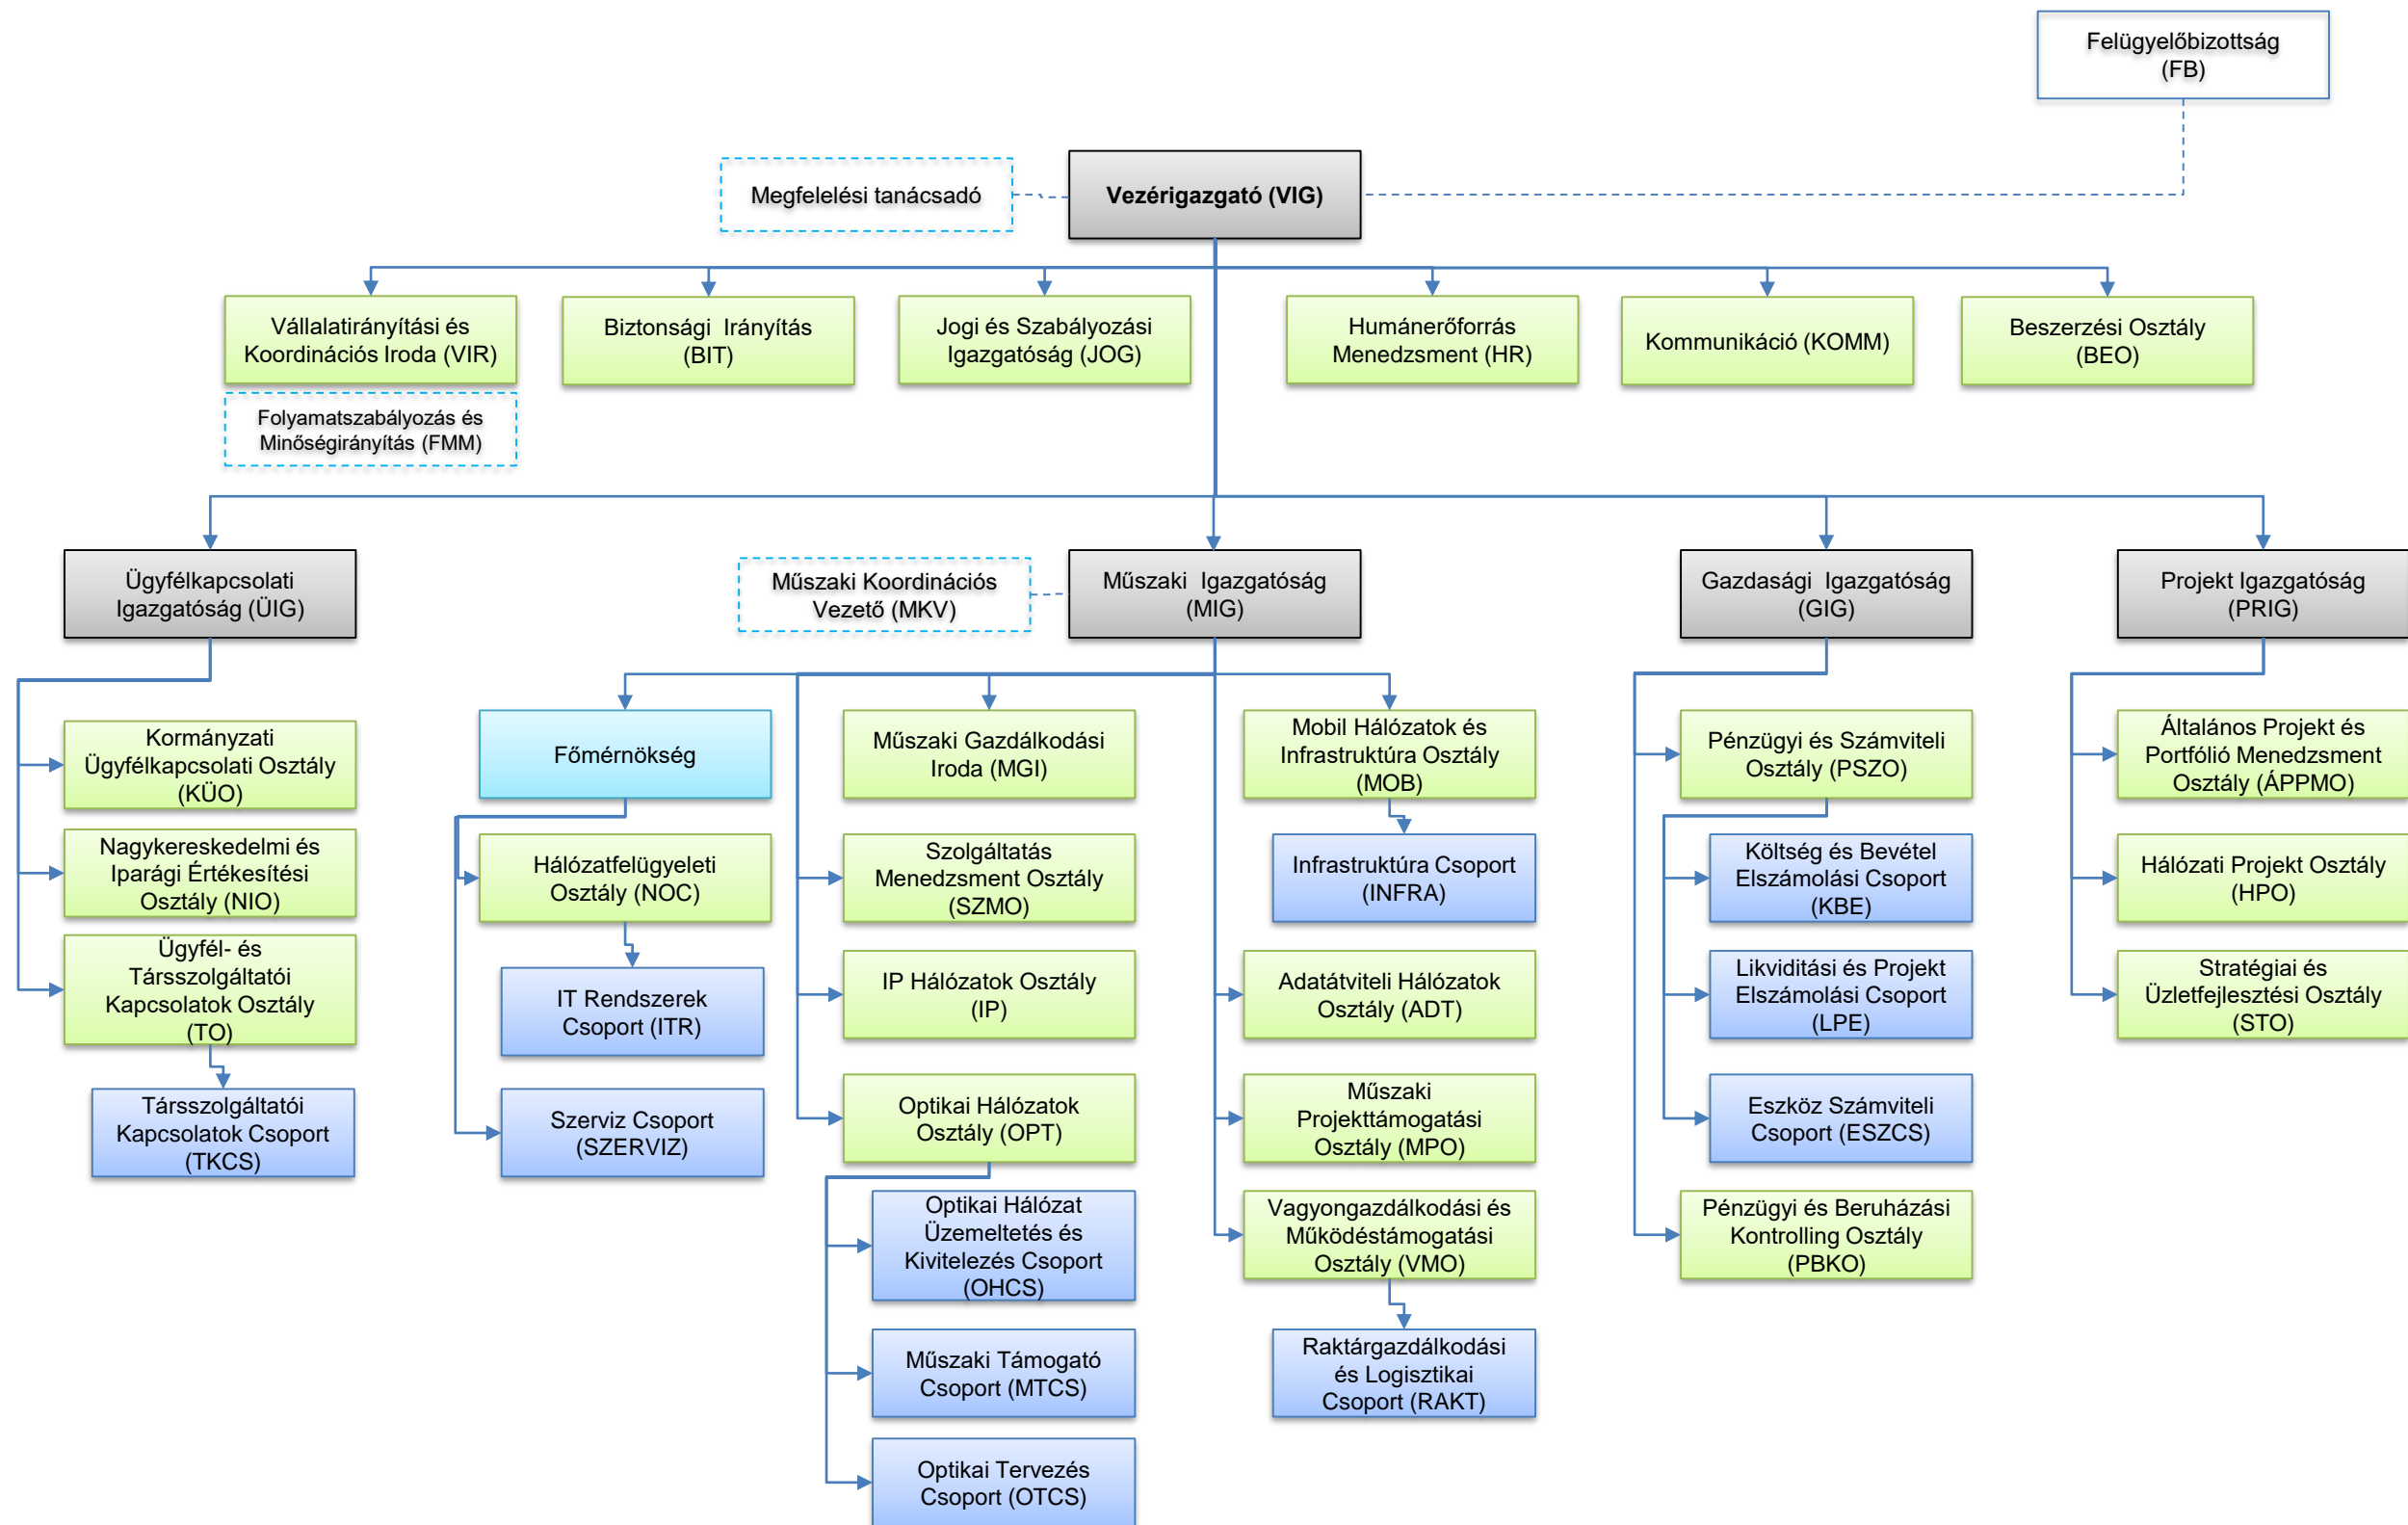 Felügyelőbizottság
(FB)
Megfelelési tanácsadó
Vezérigazgató (VIG)
Vállalatirányítási és
Koordinációs Iroda (VIR)
Biztonsági Irányítás
(BIT)
Jogi és Szabályozási
Igazgatóság (JOG)
Humánerőforrás
Menedzsment (HR)
Kommunikáció (KOMM)
Beszerzési Osztály
(BEO)
Folyamatszabályozás és
Minőségirányítás (FMM)
Ügyfélkapcsolati
Igazgatóság (ÜIG)
Műszaki Koordinációs
Vezető (MKV)
Műszaki Igazgatóság
(MIG)
Gazdasági Igazgatóság
(GIG)
Projekt Igazgatóság
(PRIG)
Kormányzati
Ügyfélkapcsolati Osztály
(KÜO)
Nagykereskedelmi és
Iparági Értékesítési
Osztály (NIO)
Ügyfél- és
Társszolgáltatói
Kapcsolatok Osztály
(TO)
Társszolgáltatói
Kapcsolatok Csoport
(TKCS)
Főmérnökség
Hálózatfelügyeleti
Osztály (NOC)
IT Rendszerek
Csoport (ITR)
Szerviz Csoport
(SZERVIZ)
Műszaki Gazdálkodási
Iroda (MGI)
Szolgáltatás
Menedzsment Osztály
(SZMO)
IP Hálózatok Osztály
(IP)
Optikai Hálózatok
Osztály (OPT)
Optikai Hálózat
Üzemeltetés és
Kivitelezés Csoport
(OHCS)
Műszaki Támogató
Csoport (MTCS)
Optikai Tervezés
Csoport (OTCS)
Mobil Hálózatok és
Infrastruktúra Osztály
(MOB)
Infrastruktúra Csoport
(INFRA)
Adatátviteli Hálózatok
Osztály (ADT)
Műszaki
Projekttámogatási
Osztály (MPO)
Vagyongazdálkodási és
Működéstámogatási
Osztály (VMO)
Raktárgazdálkodási
és Logisztikai
Csoport (RAKT)
Pénzügyi és Számviteli
Osztály (PSZO)
Költség és Bevétel
Elszámolási Csoport
(KBE)
Likviditási és Projekt
Elszámolási Csoport
(LPE)
Eszköz Számviteli
Csoport (ESZCS)
Pénzügyi és Beruházási
Kontrolling Osztály
(PBKO)
Általános Projekt és
Portfólió Menedzsment
Osztály (ÁPPMO)
Hálózati Projekt Osztály
(HPO)
Stratégiai és
Üzletfejlesztési Osztály
(STO)